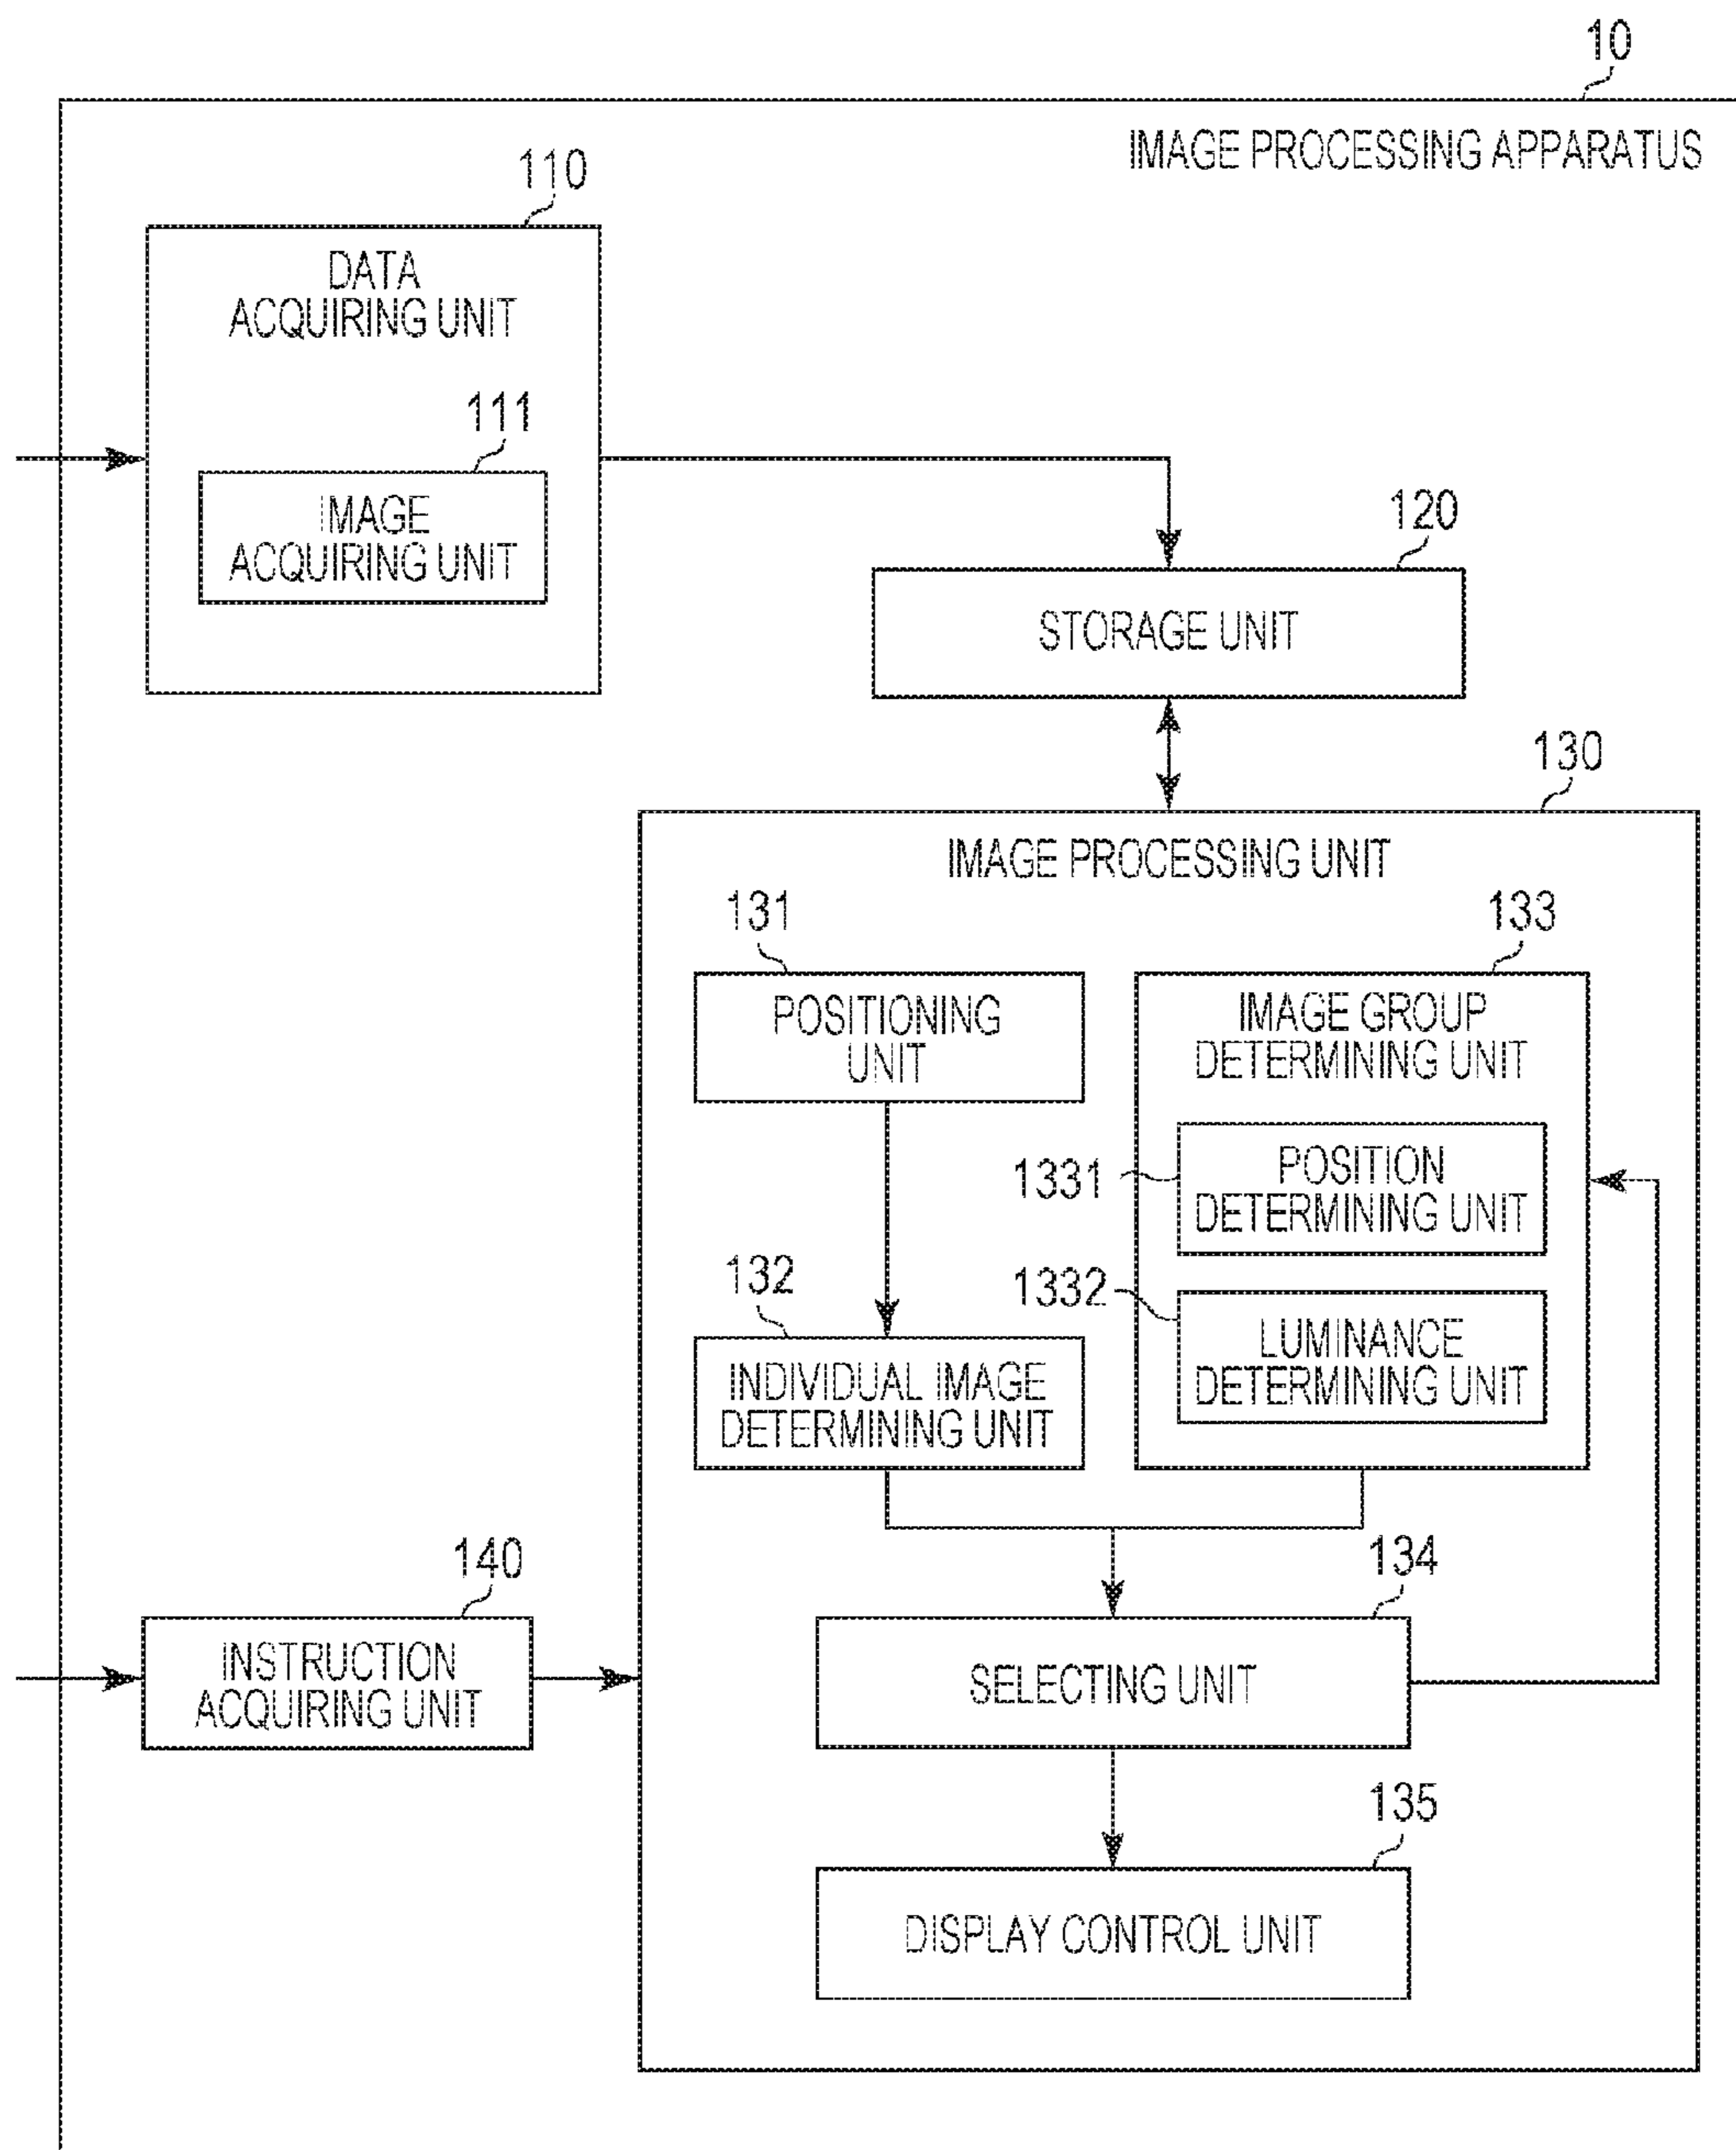 10
IMAGE PROCESSING APPARATUS
110
DATA
ACQUIRING UNIT
111
IMAGE
ACQUIRING UNIT
120
STORAGE UNIT
130
IMAGE PROCESSING UNIT
131
POSITIONING
UNIT
133
IMAGE GROUP
DETERMINING UNIT
1331
POSITION
DETERMINING UNIT
132
INDIVIDUAL IMAGE
DETERMINING UNIT
1332
LUMINANCE
DETERMINING UNIT
140
INSTRUCTION
ACQUIRING UNIT
134
SELECTING UNIT
135
DISPLAY CONTROL UNIT